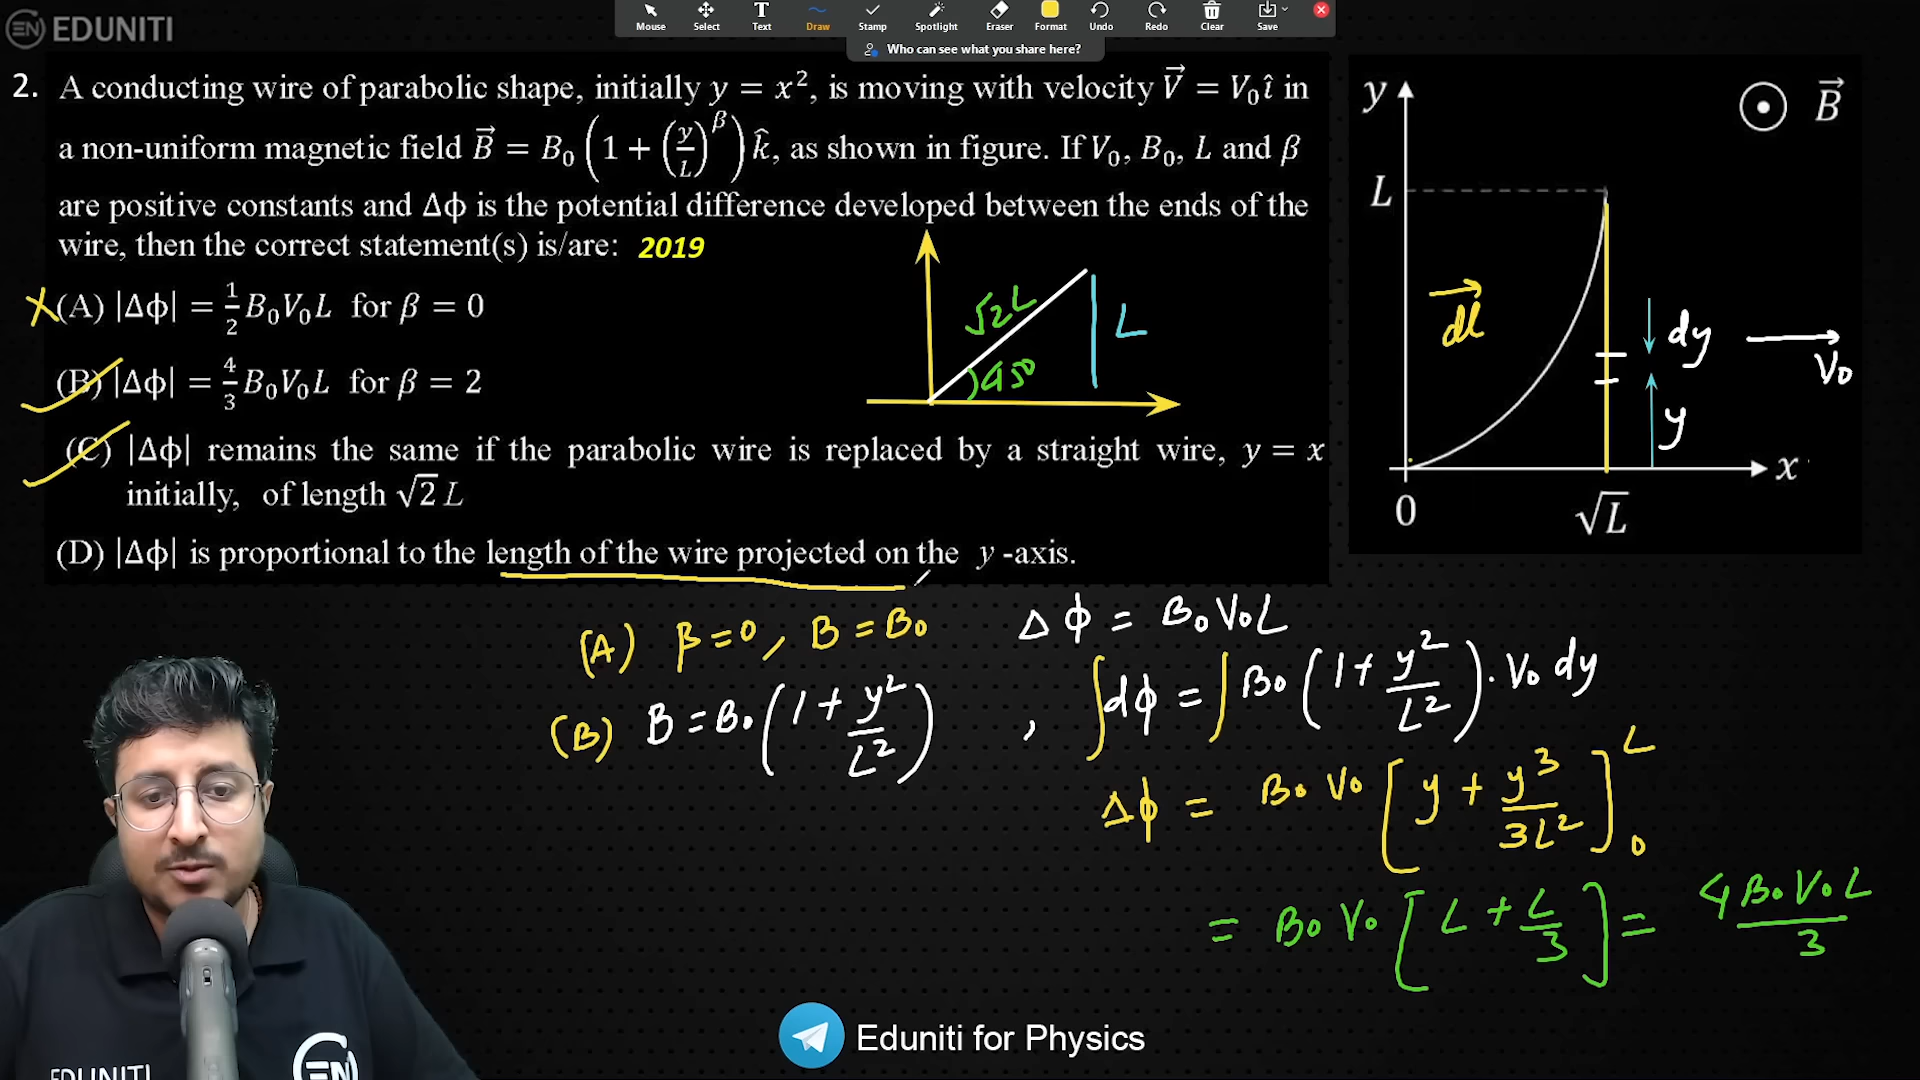 EDUNITI
Mouse Select Text Draw Stamp Spotlight Eraser Format Undo Redo Clear Save
Who can see what you share here?
2. A conducting wire of parabolic shape, initially y = x², is moving with velocity V⃗ = V₀î in
a non-uniform magnetic field B⃗ = B₀(1 + (y/L)^β)k̂, as shown in figure. If V₀, B₀, L and β
are positive constants and Δϕ is the potential difference developed between the ends of the
wire, then the correct statement(s) is/are: 2019
(A) |Δϕ| = 1/2 B₀V₀L for β = 0
(B) |Δϕ| = 4/3 B₀V₀L for β = 2
(C) |Δϕ| remains the same if the parabolic wire is replaced by a straight wire, y = x
initially, of length √2 L
(D) |Δϕ| is proportional to the length of the wire projected on the y-axis.
√2L
45°
L
y
B⃗
L
dl⃗
dy
V₀
y
x
0
√L
(A) β = 0, B = B₀ Δϕ = B₀V₀L
(B) B = B₀(1 + y²/L²) , ∫dϕ = ∫B₀(1 + y²/L²)·V₀dy
Δϕ = B₀V₀[y + y³/3L²]₀ᴸ
= B₀V₀[L + L/3] = 4B₀V₀L/3
Eduniti for Physics
EDUNITI
EN